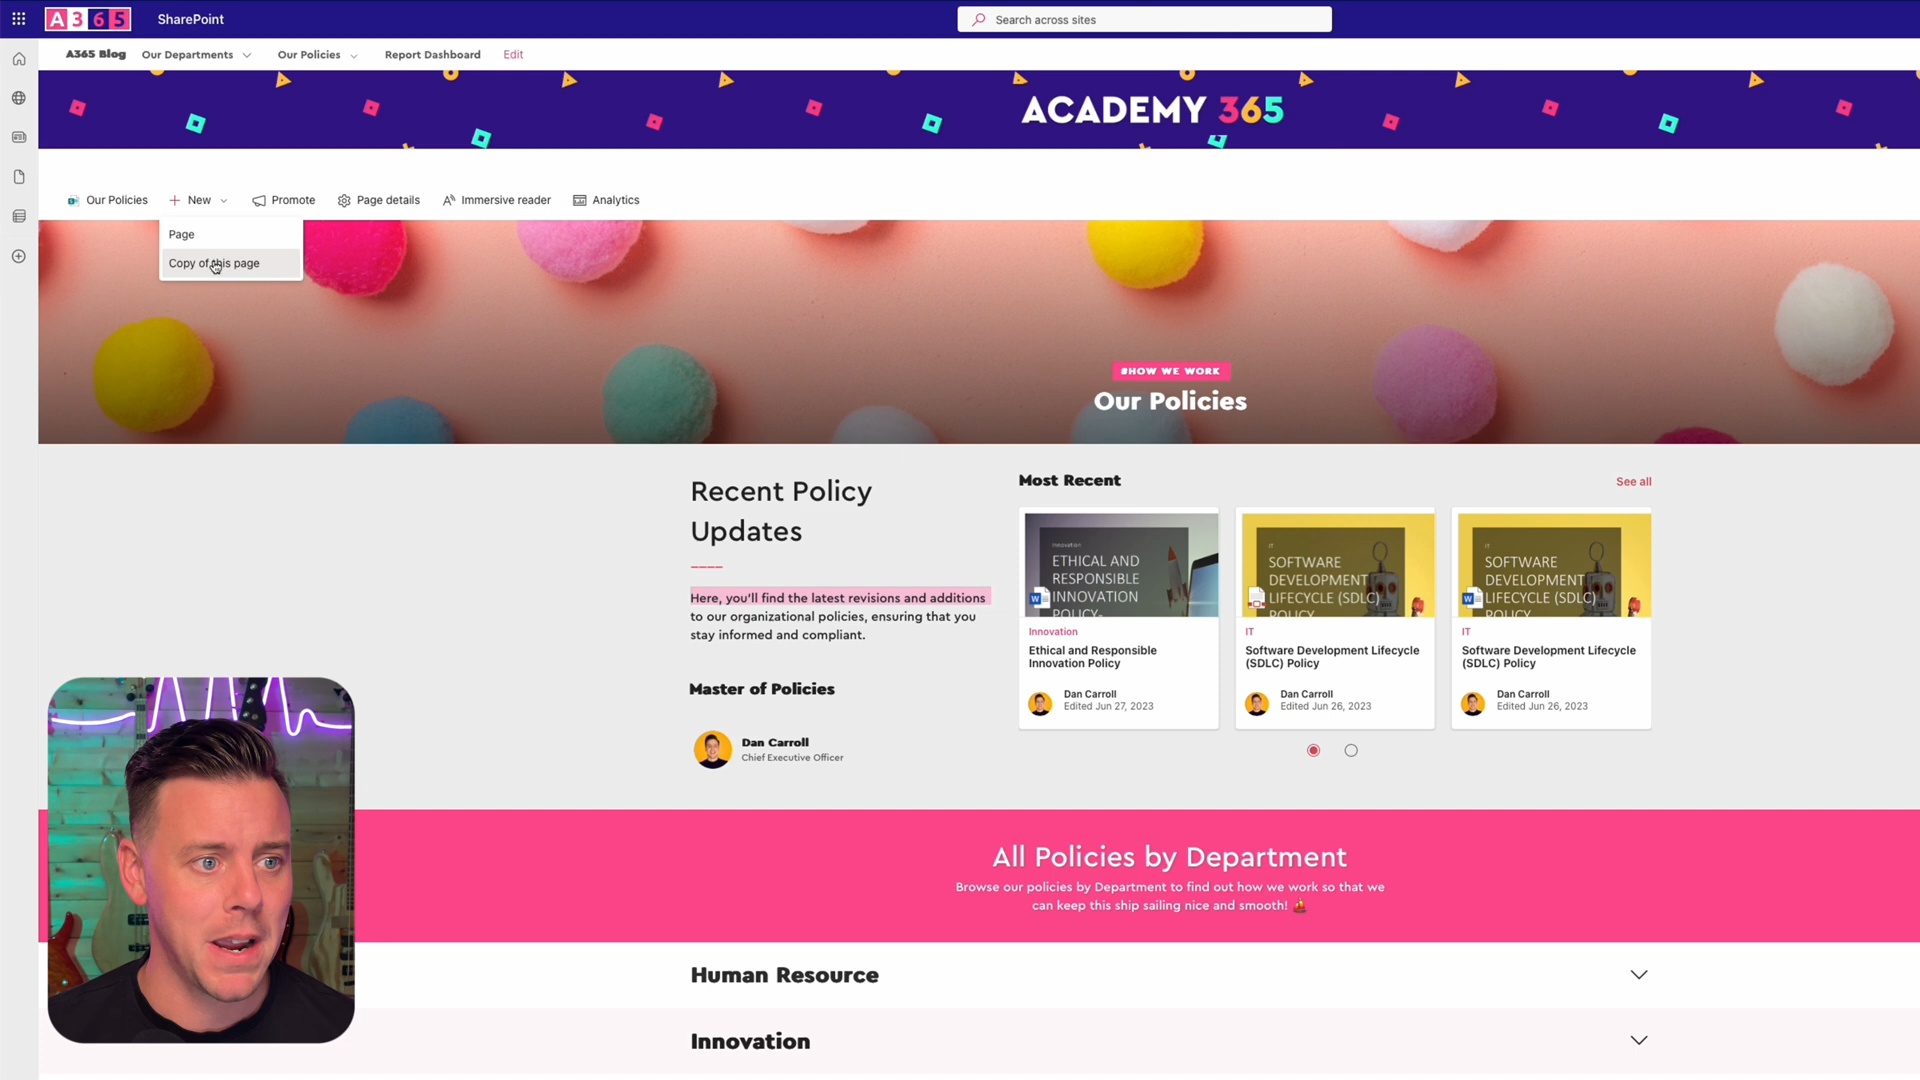 A365
SharePoint
Search across sites
A365 Blog
Our Departments
Our Policies
Report Dashboard
Edit
ACADEMY 365
Our Policies
New
Promote
Page details
Immersive reader
Analytics
Page
Copy of this page
#HOW WE WORK
Our Policies
Recent Policy
Updates
Here, you'll find the latest revisions and additions
to our organizational policies, ensuring that you
stay informed and compliant.
Master of Policies
Dan Carroll
Chief Executive Officer
Most Recent
See all
Innovation
ETHICAL AND
RESPONSIBLE
INNOVATION
POLICY-
Innovation
Ethical and Responsible
Innovation Policy
Dan Carroll
Edited Jun 27, 2023
IT
SOFTWARE
DEVELOPMENT
LIFECYCLE (SDLC)
POLICY
IT
Software Development Lifecycle
(SDLC) Policy
Dan Carroll
Edited Jun 26, 2023
IT
SOFTWARE
DEVELOPMENT
LIFECYCLE (SDLC)
POLICY
IT
Software Development Lifecycle
(SDLC) Policy
Dan Carroll
Edited Jun 26, 2023
All Policies by Department
Browse our policies by Department to find out how we work so that we
can keep this ship sailing nice and smooth!
Human Resource
Innovation